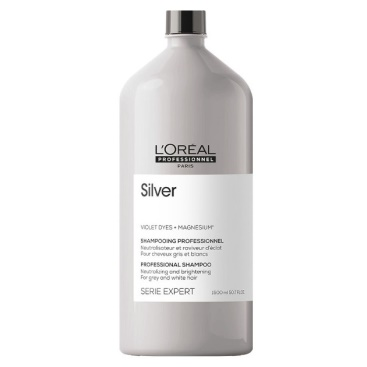 L'ORÉAL
PROFESSIONNEL
PARIS
Silver
VIOLET DYES + MAGNESIUM*
SHAMPOOING PROFESSIONNEL
Neutralisateur et raviveur d'éclat
Pour cheveux gris et blancs
PROFESSIONAL SHAMPOO
Neutralizing and brightening
For grey and white hair
SERIE EXPERT